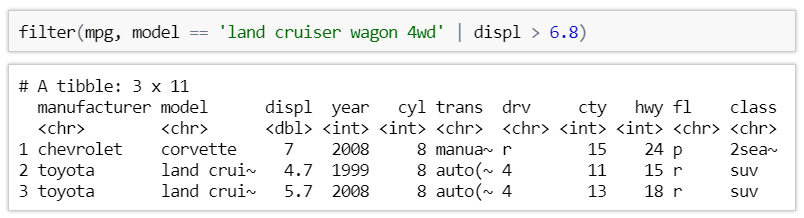 filter(mpg, model == 'land cruiser wagon 4wd' | displ > 6.8)
# A tibble: 3 x 11
  manufacturer model      displ  year   cyl trans  drv     cty   hwy fl    class
  <chr>        <chr>      <dbl> <int> <int> <chr>  <chr> <int> <int> <chr> <chr>
1 chevrolet    corvette     7    2008     8 manua~ r        15    24 p     2sea~
2 toyota       land crui~   4.7  1999     8 auto(~ 4        11    15 r     suv
3 toyota       land crui~   5.7  2008     8 auto(~ 4        13    18 r     suv